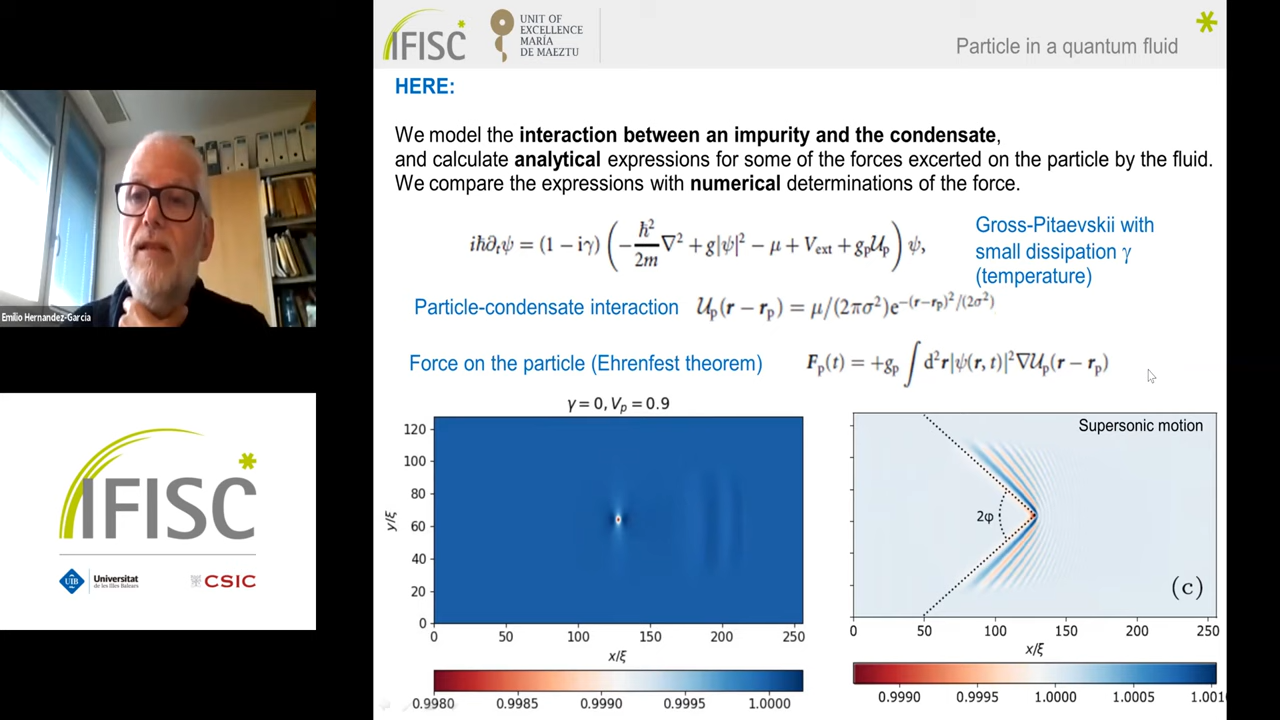 IFISC
UNIT OF
EXCELLENCE
MARÍA
DE MAEZTU
Particle in a quantum fluid
HERE:
We model the interaction between an impurity and the condensate,
and calculate analytical expressions for some of the forces excerted on the particle by the fluid.
We compare the expressions with numerical determinations of the force.
iħ∂ₜψ = (1 − iγ) ( −ħ²/2m ∇² + g|ψ|² − μ + V_ext + g_p𝒰_p ) ψ,
Gross-Pitaevskii with
small dissipation γ
(temperature)
Particle-condensate interaction 𝒰_p(r − r_p) = μ/(2πσ²)e^{−(r−r_p)²/(2σ²)}
Force on the particle (Ehrenfest theorem) F_p(t) = +g_p ∫ d²r|ψ(r, t)|²∇𝒰_p(r − r_p)
γ = 0, V_p = 0.9
120
100
80
60
40
20
0
y/ξ
0 50 100 150 200 250
x/ξ
0.9980 0.9985 0.9990 0.9995 1.0000
Supersonic motion
2φ
(c)
0 50 100 150 200 250
x/ξ
0.9990 0.9995 1.0000 1.0005 1.001
Emilio Hernandez-Garcia
IFISC
UIB
Universitat
de les Illes Balears
CSIC